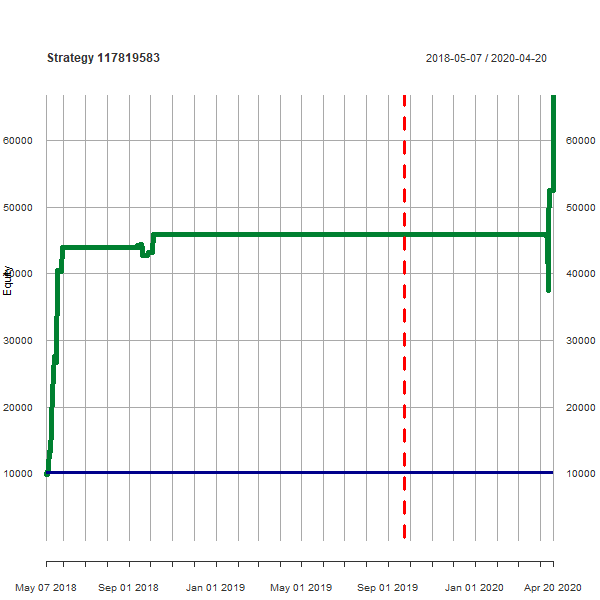 Strategy 117819583
2018-05-07 / 2020-04-20
60000
60000
50000
50000
40000
40000
30000
30000
20000
20000
10000
10000
Equity
May 07 2018
Sep 01 2018
Jan 01 2019
May 01 2019
Sep 01 2019
Jan 01 2020
Apr 20 2020